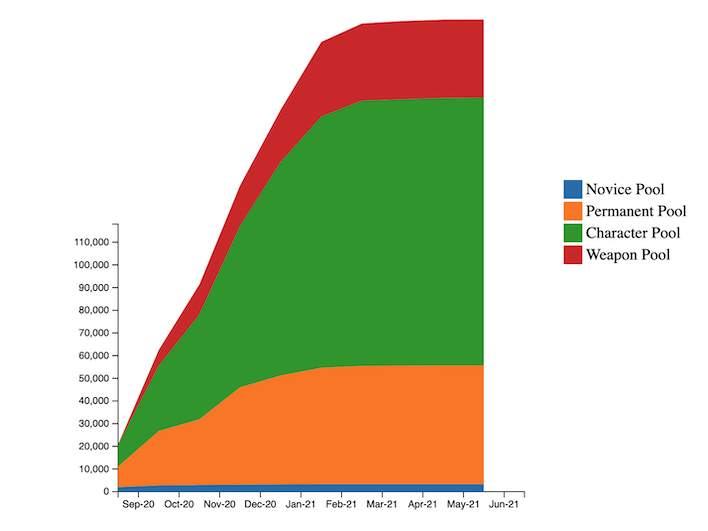 110,000
100,000
90,000
80,000
70,000
60,000
50,000
40,000
30,000
20,000
10,000
0
Sep-20 Oct-20 Nov-20 Dec-20 Jan-21 Feb-21 Mar-21 Apr-21 May-21 Jun-21
Novice Pool
Permanent Pool
Character Pool
Weapon Pool